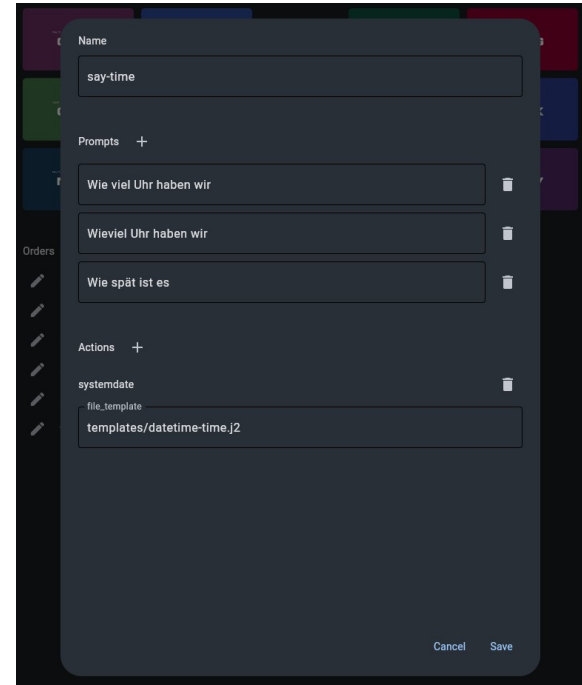 Name
say-time
Prompts
Wie viel Uhr haben wir
Wieviel Uhr haben wir
Wie spät ist es
Orders
Actions
systemdate
file_template
templates/datetime-time.j2
Cancel
Save